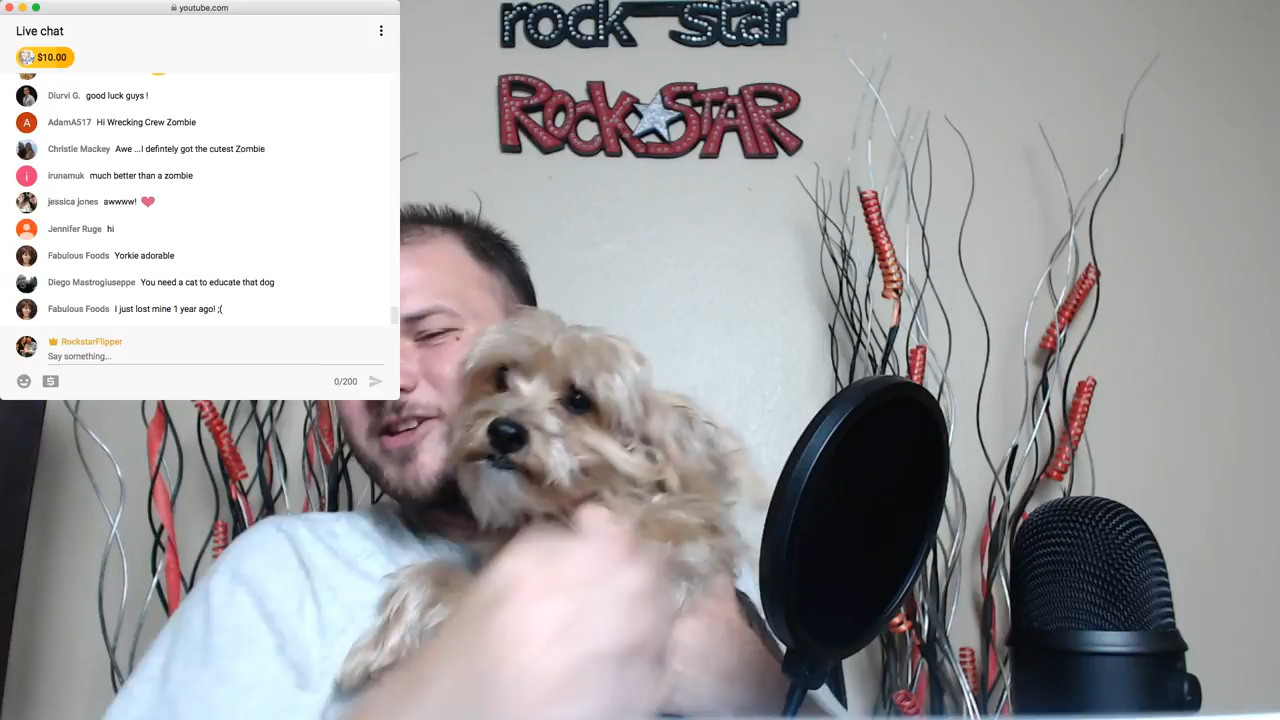 youtube.com
Live chat
$10.00
Diurvi G. good luck guys !
AdamA517 Hi Wrecking Crew Zombie
Christie Mackey Awe ...I defintely got the cutest Zombie
i irunamuk much better than a zombie
jessica jones awwww!
Jennifer Ruge hi
Fabulous Foods Yorkie adorable
Diego Mastrogiuseppe You need a cat to educate that dog
Fabulous Foods I just lost mine 1 year ago! ;(
RockstarFlipper
Say something...
0/200
rock star
ROCKSTAR